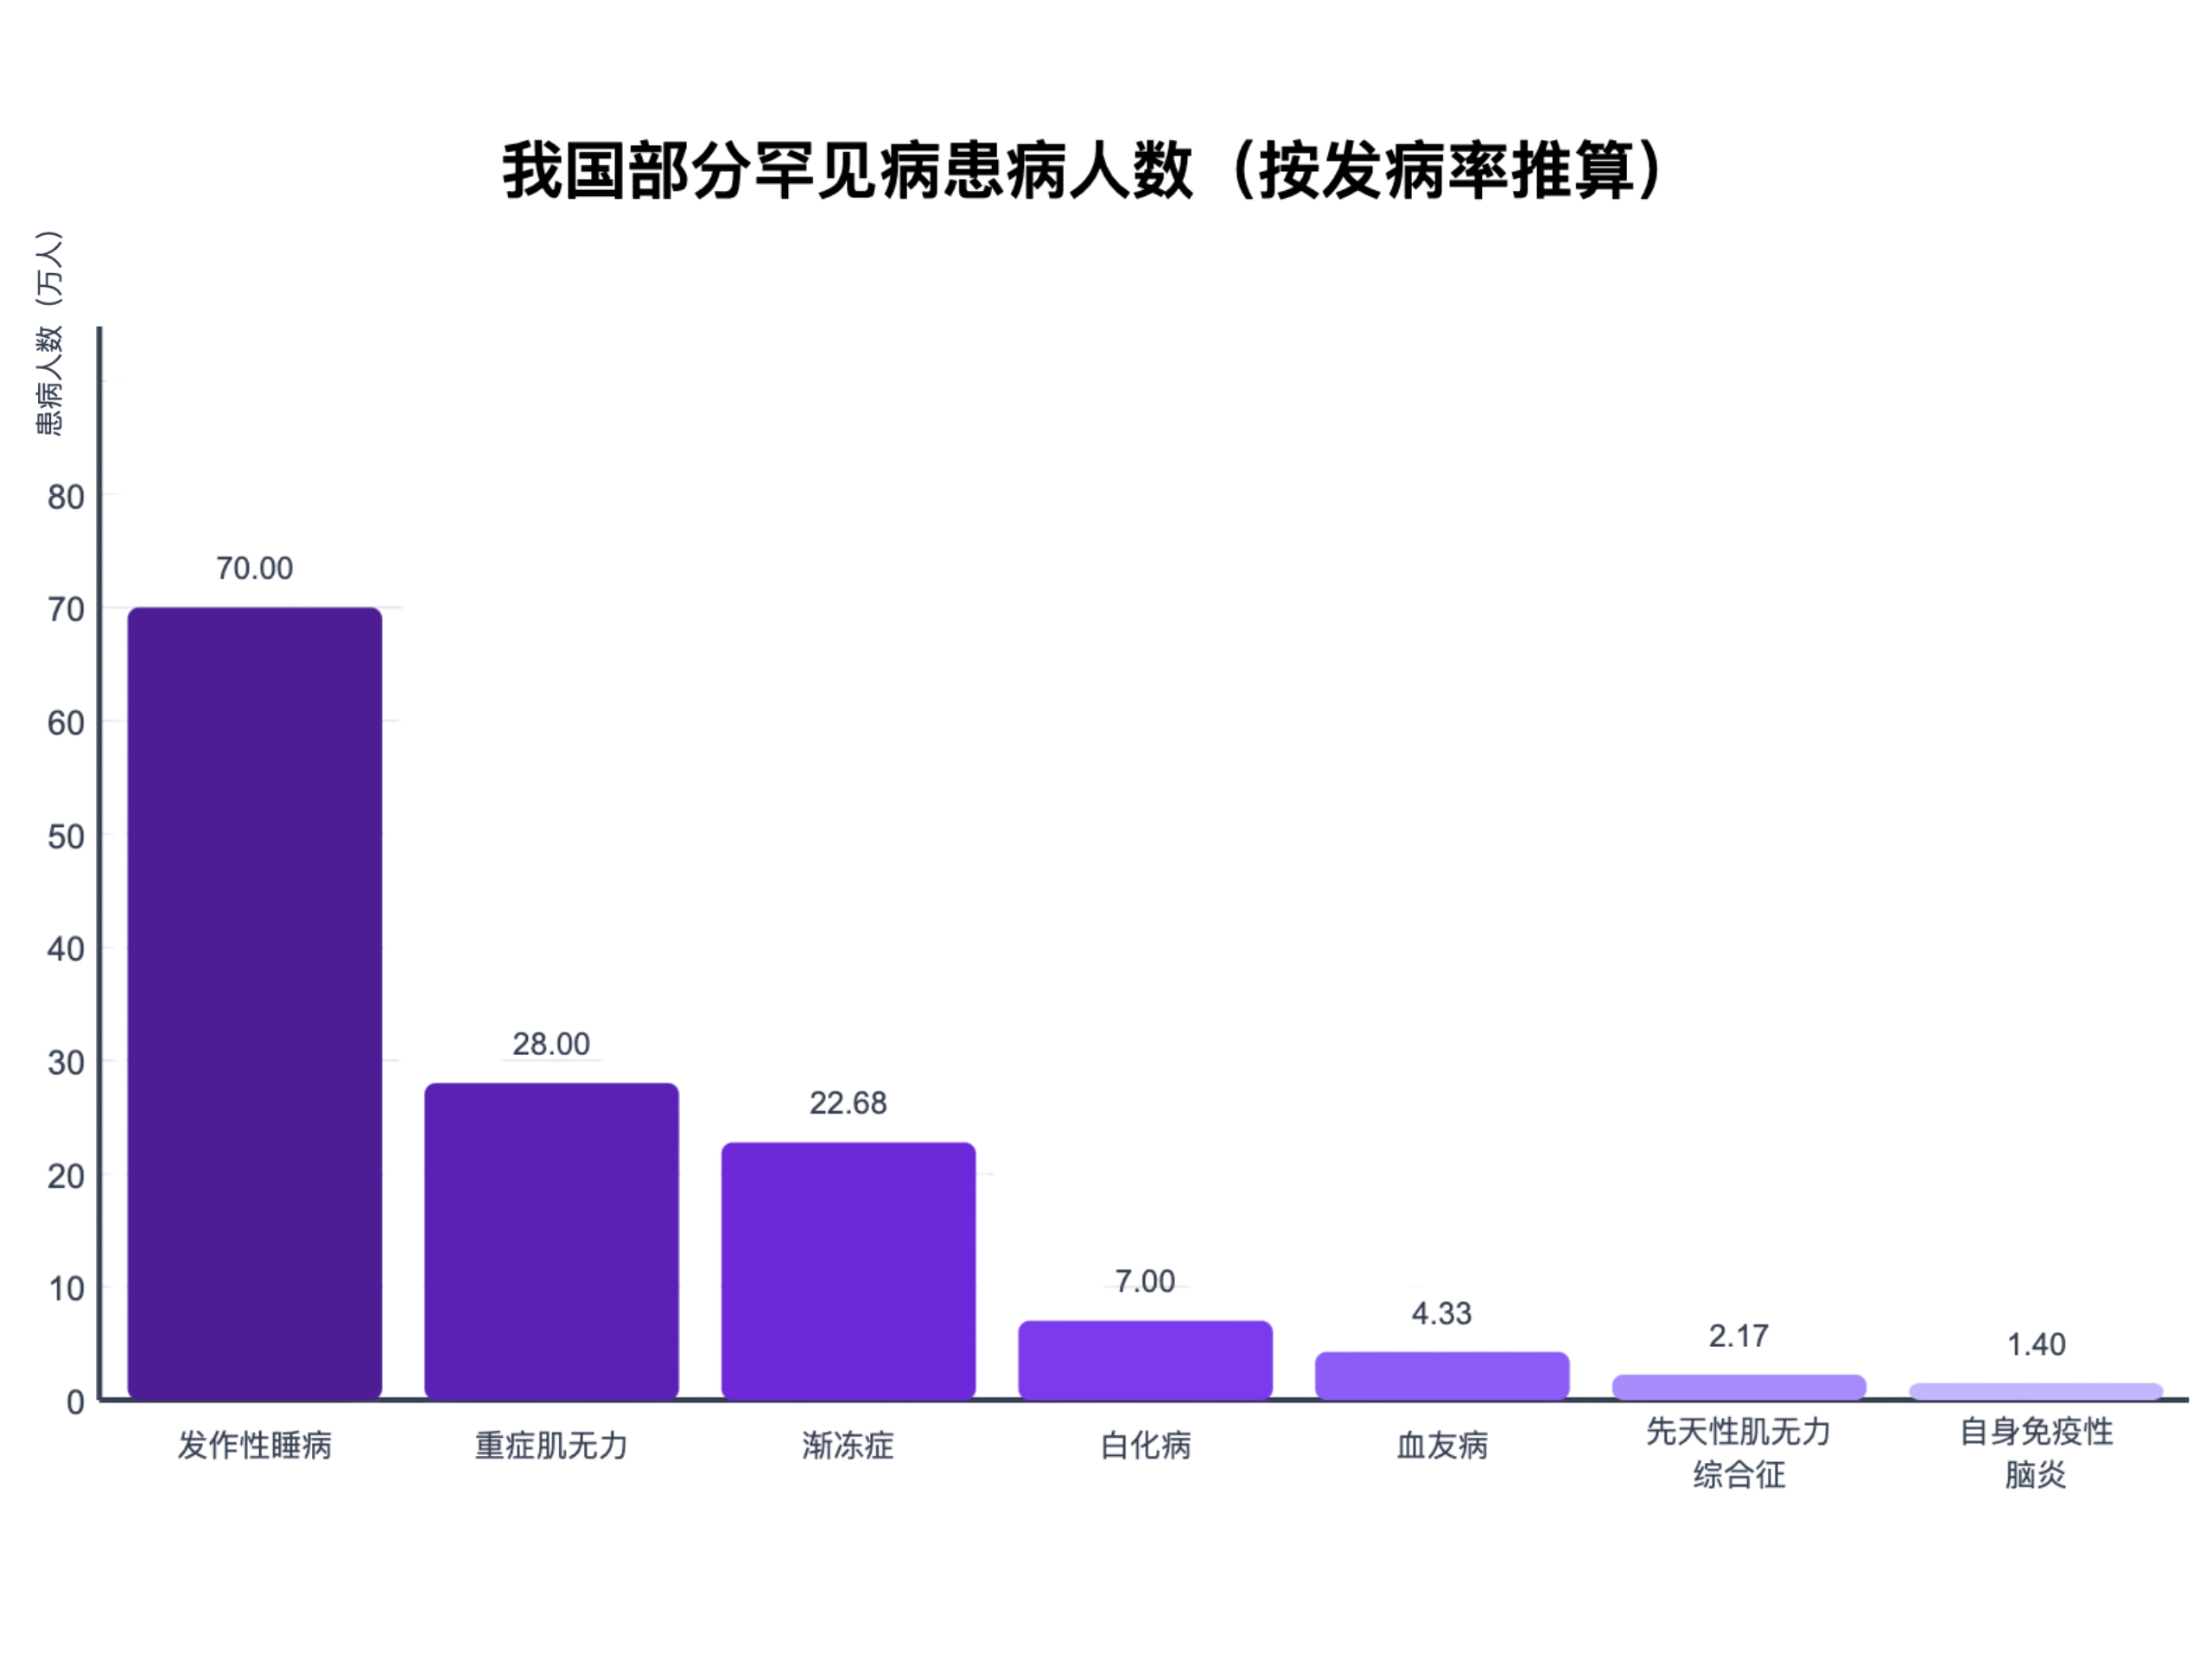 我国部分罕见病患病人数（按发病率推算）
患病人数（万人）
80
70
60
50
40
30
20
10
0
70.00
28.00
22.68
7.00
4.33
2.17
1.40
发作性睡病
重症肌无力
渐冻症
白化病
血友病
先天性肌无力
综合征
自身免疫性
脑炎